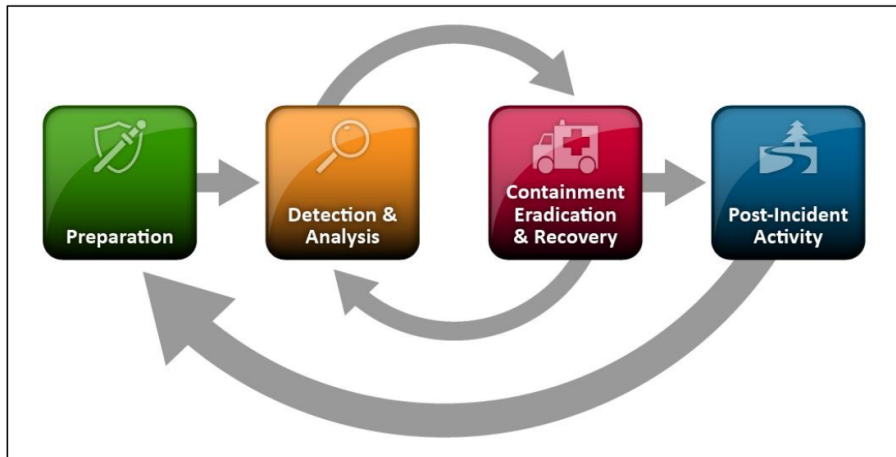 Preparation
Detection &
Analysis
Containment
Eradication
& Recovery
Post-Incident
Activity